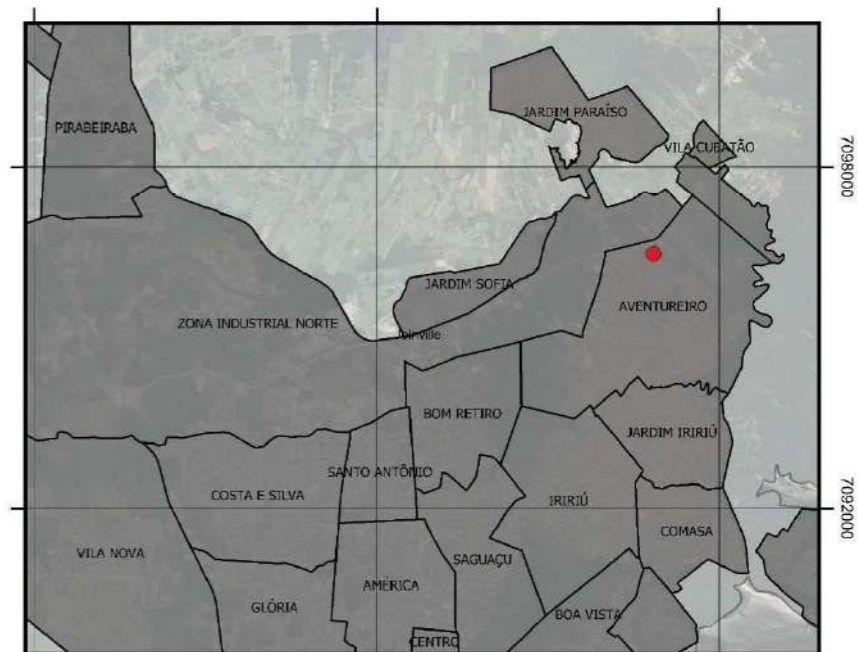 JARDIM PARAÍSO
PIRABEIRABA
VILA CUBATÃO
7098000
JARDIM SOFIA
AVENTUREIRO
ZONA INDUSTRIAL NORTE
Joinville
BOM RETIRO
JARDIM IRIRIÚ
SANTO ANTÔNIO
COSTA E SILVA
IRIRIÚ
7092000
COMASA
VILA NOVA
SAGUAÇU
AMÉRICA
GLÓRIA
BOA VISTA
CENTRO